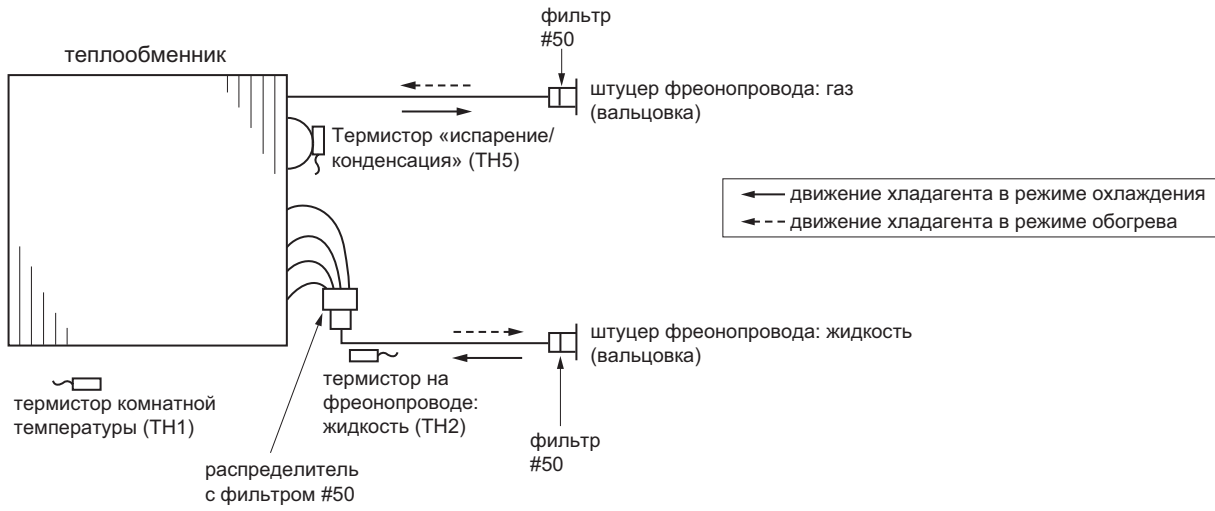 фильтр
#50
теплообменник
штуцер фреонопровода: газ
(вальцовка)
Термистор «испарение/
конденсация» (TH5)
движение хладагента в режиме охлаждения
движение хладагента в режиме обогрева
штуцер фреонопровода: жидкость
(вальцовка)
термистор комнатной
температуры (TH1)
термистор на
фреонопроводе:
жидкость (TH2)
фильтр
#50
распределитель
с фильтром #50